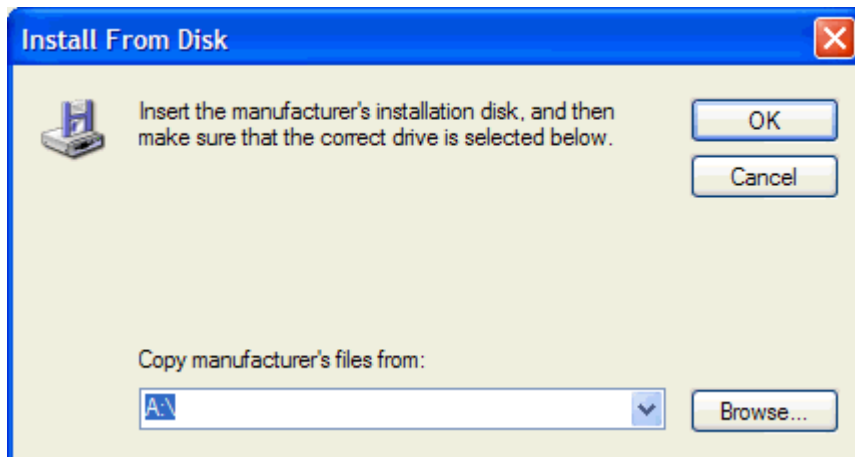 Install From Disk
Insert the manufacturer's installation disk, and then
make sure that the correct drive is selected below.
OK
Cancel
Copy manufacturer's files from:
A:\
Browse...